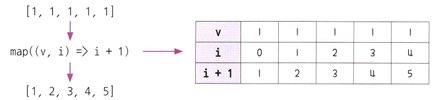 [1, 1, 1, 1, 1]
map((v, i) => i + 1)
[1, 2, 3, 4, 5]
v 1 1 1 1 1
i 0 1 2 3 4
i + 1 1 2 3 4 5